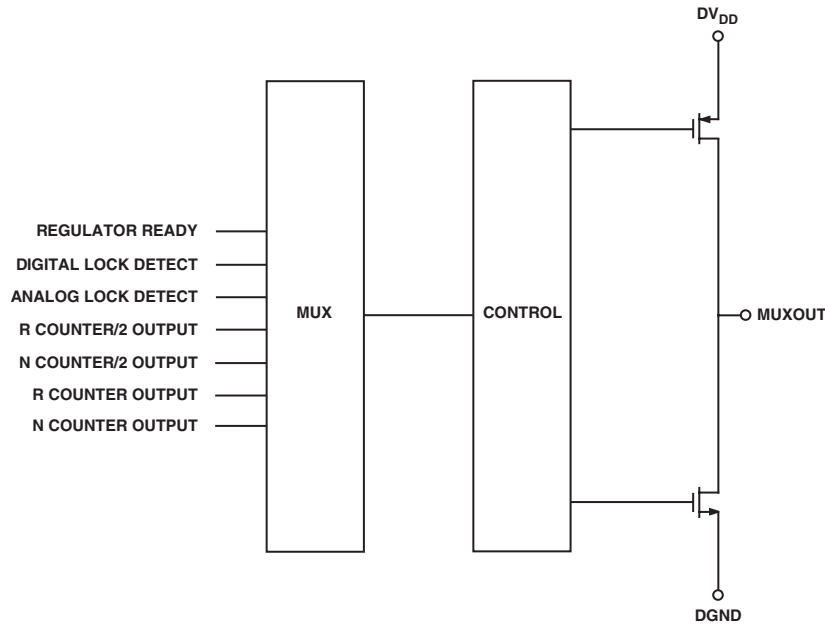 DVDD
REGULATOR READY
DIGITAL LOCK DETECT
ANALOG LOCK DETECT
R COUNTER/2 OUTPUT
N COUNTER/2 OUTPUT
R COUNTER OUTPUT
N COUNTER OUTPUT
MUX
CONTROL
MUXOUT
DGND